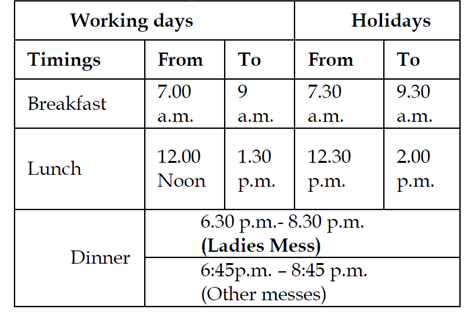 Working days Holidays
Timings From To From To
Breakfast 7.00 9 7.30 9.30
a.m. a.m. a.m. a.m.
Lunch 12.00 1.30 12.30 2.00
Noon p.m. p.m. p.m.
Dinner
6.30 p.m.- 8.30 p.m.
(Ladies Mess)
6:45p.m. – 8:45 p.m.
(Other messes)